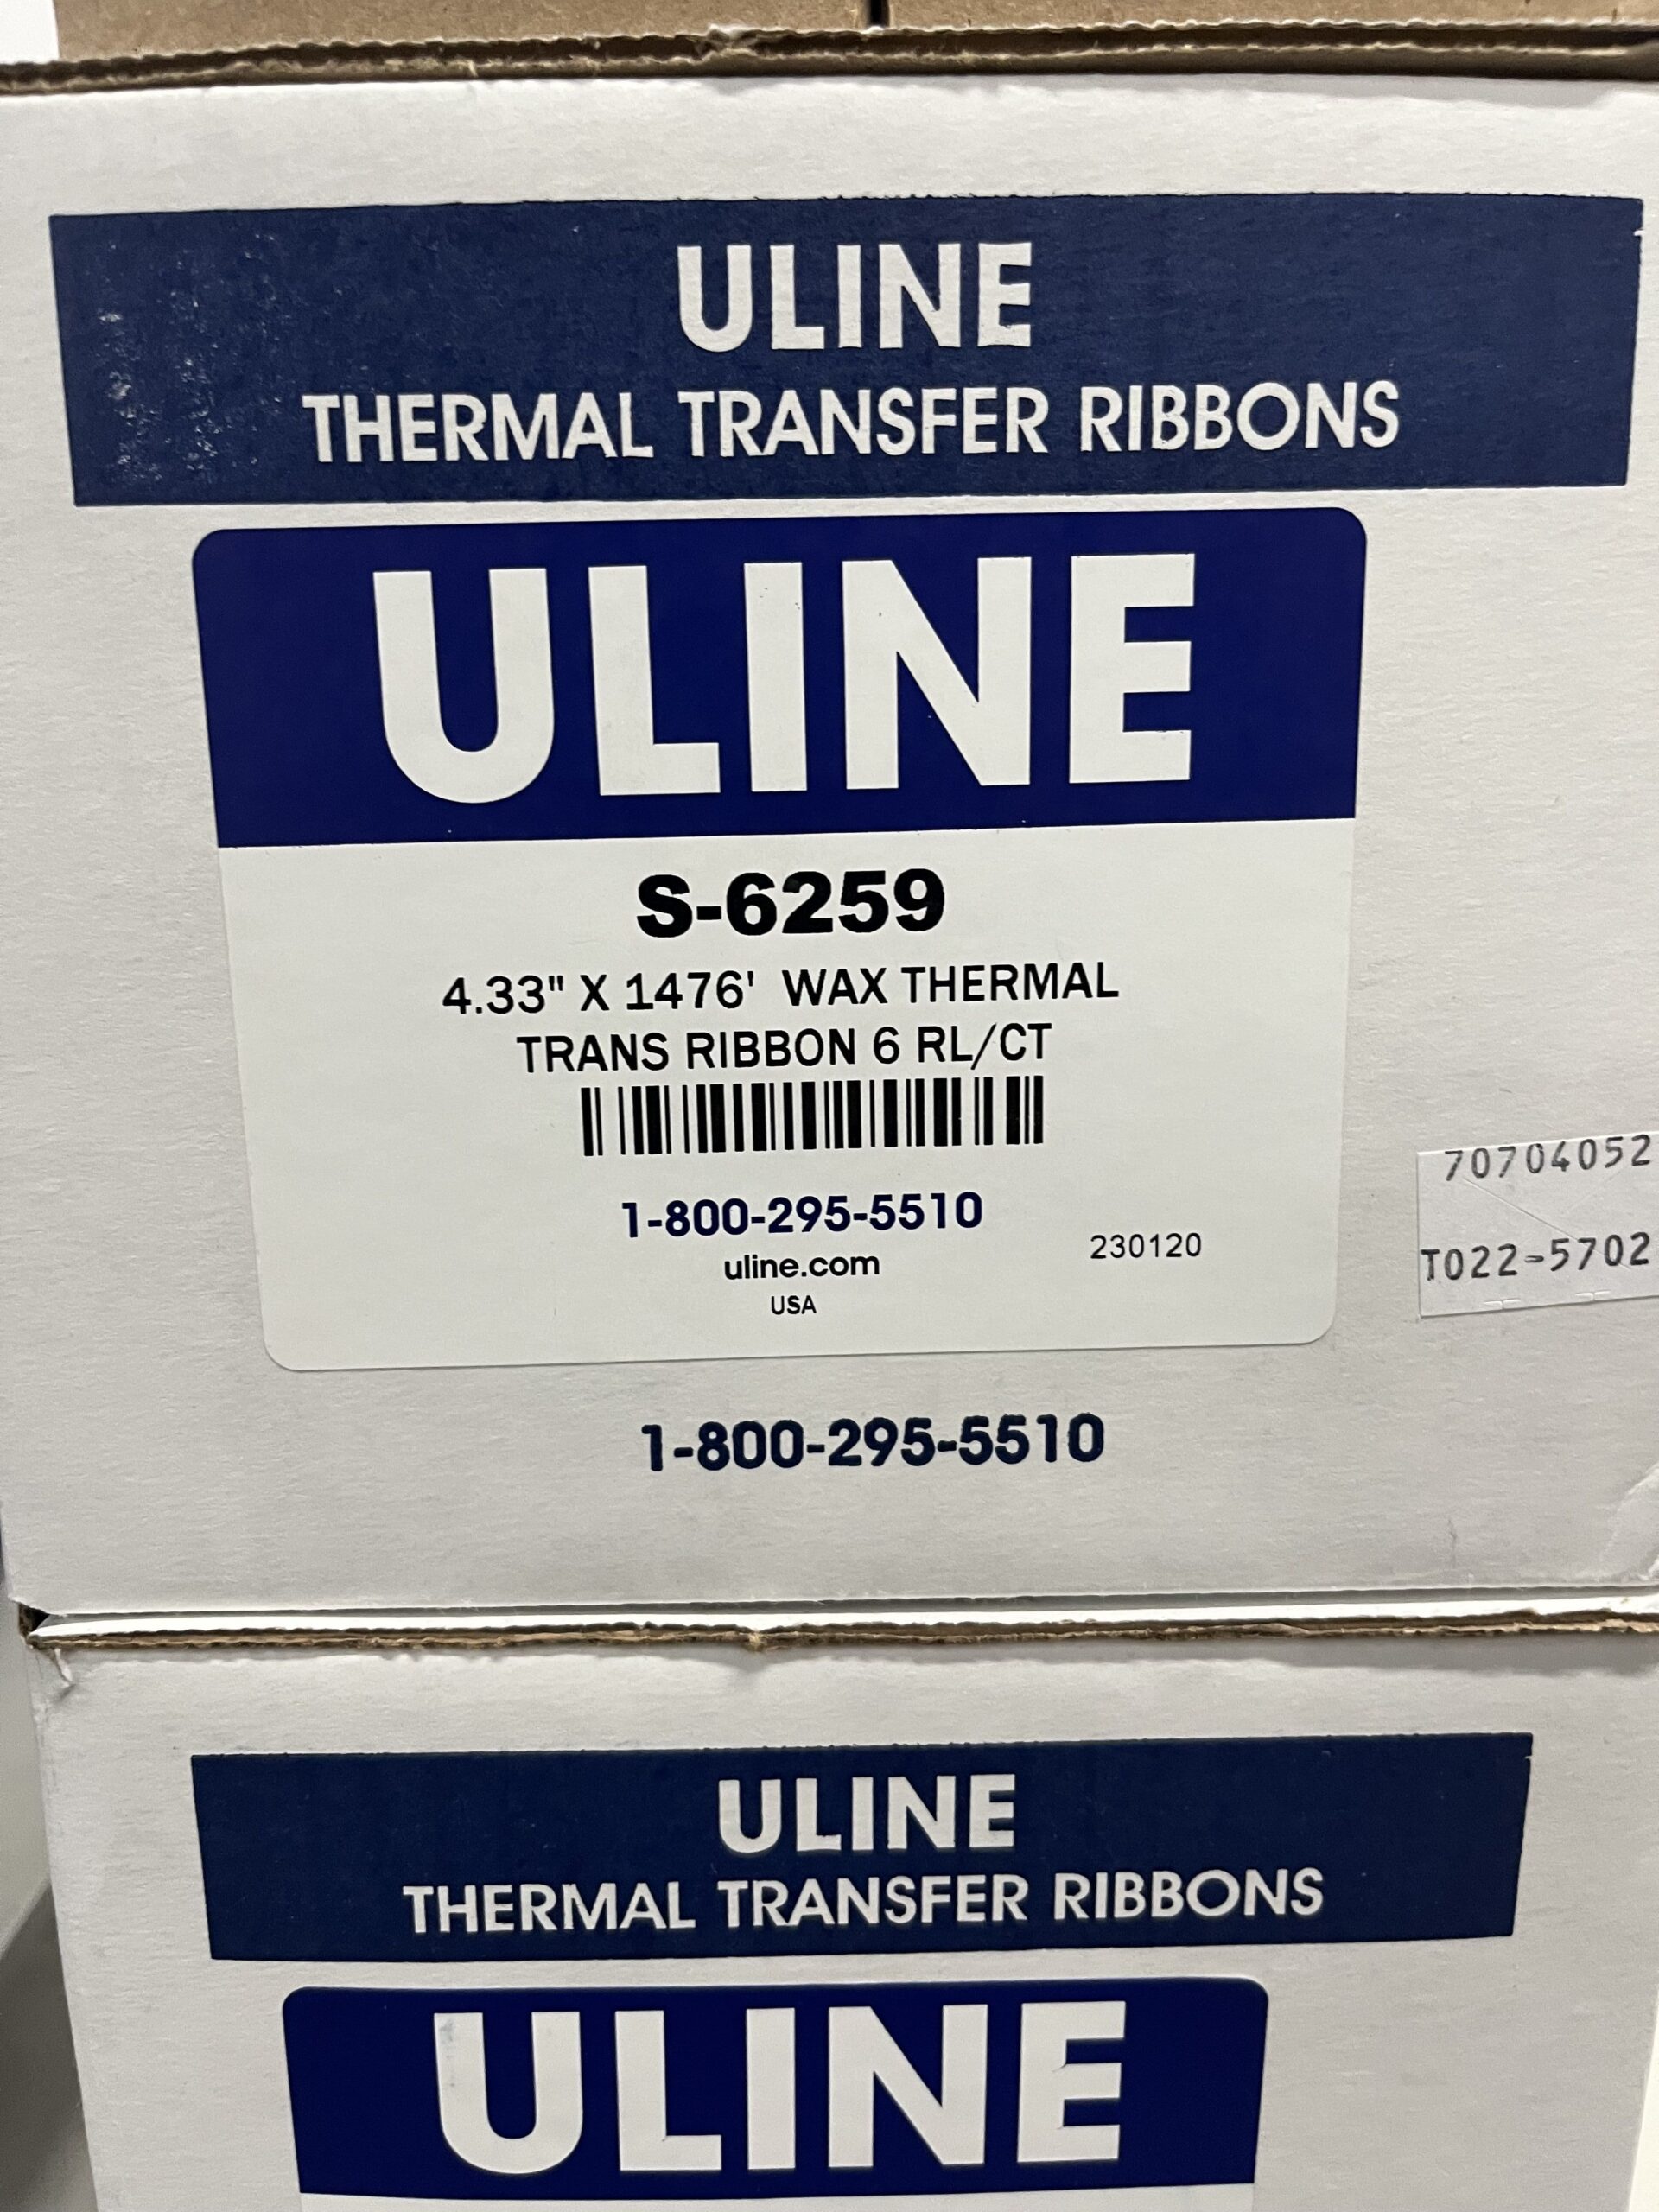 ULINE
THERMAL TRANSFER RIBBONS
ULINE
S-6259
4.33" X 1476' WAX THERMAL
TRANS RIBBON 6 RL/CT
1-800-295-5510
uline.com
USA
230120
70704052
T022-5702
1-800-295-5510
ULINE
THERMAL TRANSFER RIBBONS
ULINE